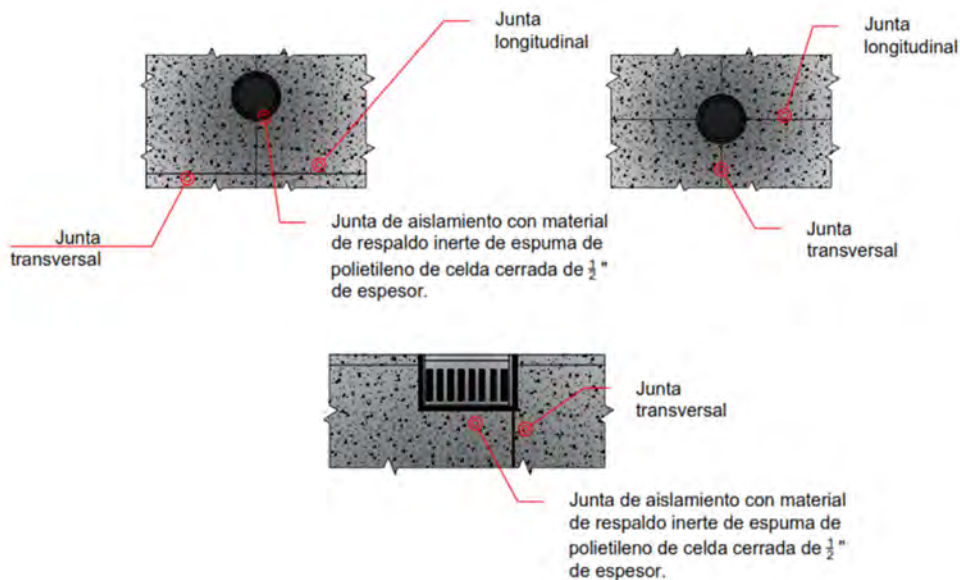 Junta
longitudinal
Junta
longitudinal
Junta
transversal
Junta de aislamiento con material
de respaldo inerte de espuma de
polietileno de celda cerrada de ½"
de espesor.
Junta
transversal
Junta
transversal
Junta de aislamiento con material
de respaldo inerte de espuma de
polietileno de celda cerrada de ½"
de espesor.